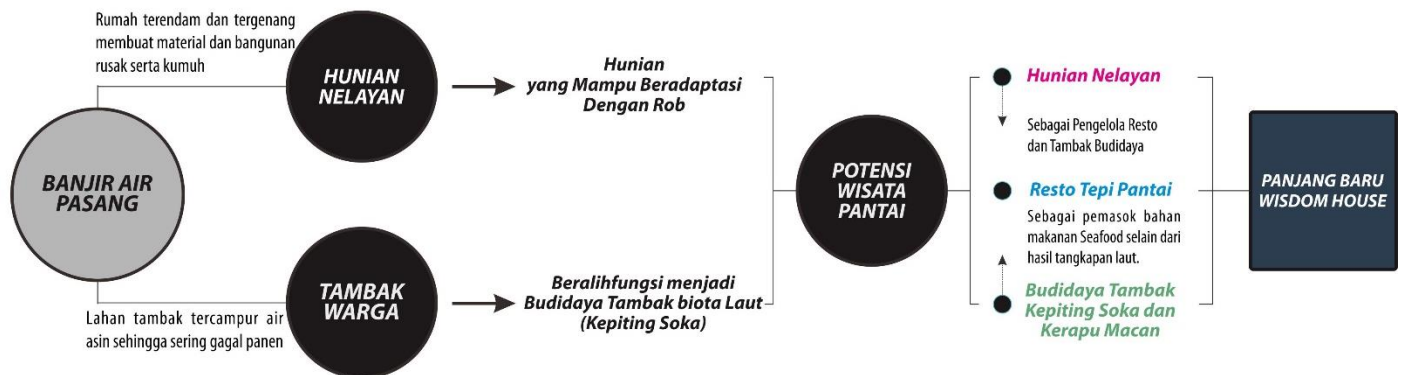 Rumah terendam dan tergenang
membuat material dan bangunan
rusak serta kumuh
BANJIR AIR
PASANG
Lahan tambak tercampur air
asin sehingga sering gagal panen
HUNIAN
NELAYAN
TAMBAK
WARGA
Hunian
yang Mampu Beradaptasi
Dengan Rob
Beralihfungsi menjadi
Budidaya Tambak biota Laut
(Kepiting Soka)
POTENSI
WISATA
PANTAI
Hunian Nelayan
Sebagai Pengelola Resto
dan Tambak Budidaya
Resto Tepi Pantai
Sebagai pemasok bahan
makanan Seafood selain dari
hasil tangkapan laut.
Budidaya Tambak
Kepiting Soka dan
Kerapu Macan
PANJANG BARU
WISDOM HOUSE